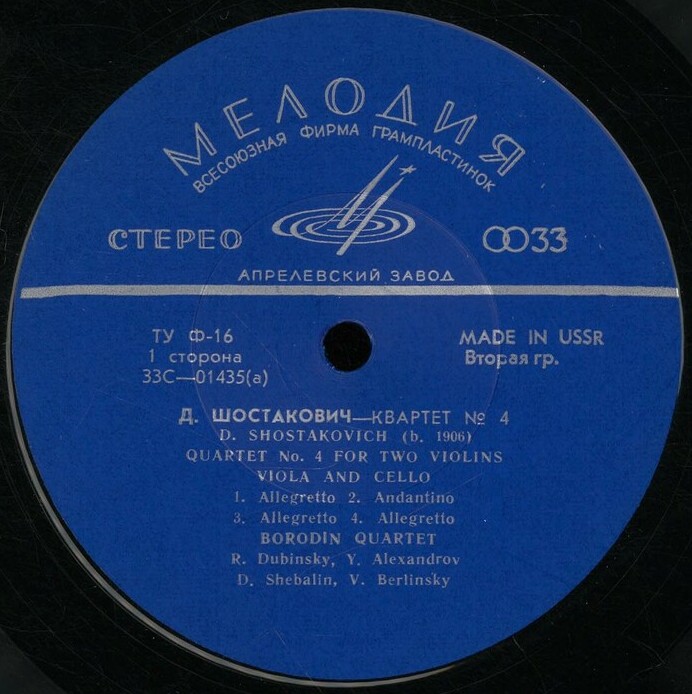 МЕЛОДИЯ
ВСЕСОЮЗНАЯ ФИРМА ГРАМПЛАСТИНОК
СТЕРЕО
33
АПРЕЛЕВСКИЙ ЗАВОД
ТУ Ф-16
1 сторона
33С—01435(а)
MADE IN USSR
Вторая гр.
Д. ШОСТАКОВИЧ—КВАРТЕТ № 4
D. SHOSTAKOVICH (b. 1906)
QUARTET No. 4 FOR TWO VIOLINS
VIOLA AND CELLO
1. Allegretto 2. Andantino
3. Allegretto 4. Allegretto
BORODIN QUARTET
R. Dubinsky, Y. Alexandrov
D. Shebalin, V. Berlinsky